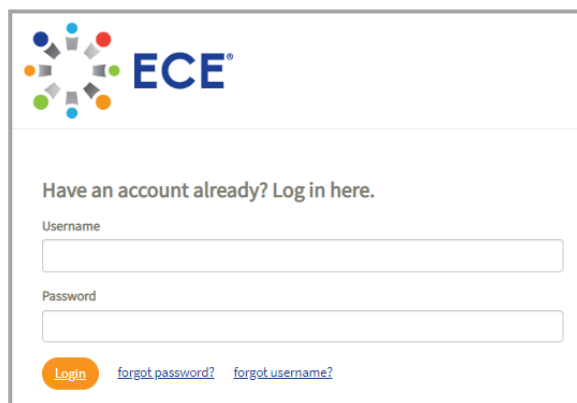 ECE®
Have an account already? Log in here.
Username
Password
Login forgot password? forgot username?